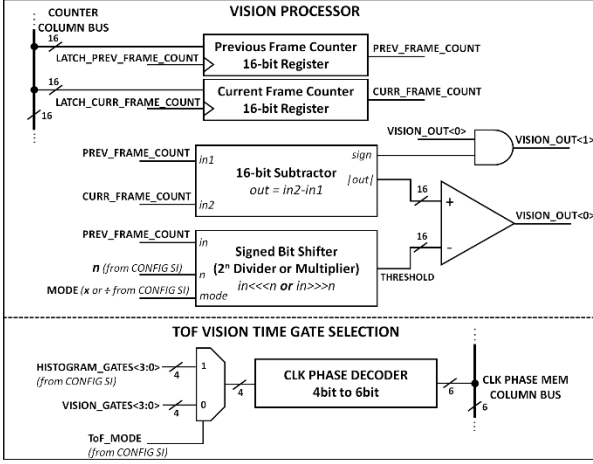 COUNTER
COLUMN BUS
VISION PROCESSOR
16
Previous Frame Counter
16-bit Register
PREV_FRAME_COUNT
LATCH_PREV_FRAME_COUNT
16
Current Frame Counter
16-bit Register
CURR_FRAME_COUNT
LATCH_CURR_FRAME_COUNT
16
VISION_OUT<0>
VISION_OUT<1>
PREV_FRAME_COUNT
in1
sign
16-bit Subtractor
out = in2-in1
|out|
CURR_FRAME_COUNT
in2
16
+
VISION_OUT<0>
PREV_FRAME_COUNT
in
Signed Bit Shifter
(2ⁿ Divider or Multiplier)
in<<<n or in>>>n
16
-
THRESHOLD
n (from CONFIG SI)
n
MODE (x or ÷ from CONFIG SI)
mode
TOF VISION TIME GATE SELECTION
HISTOGRAM_GATES<3:0>
(from CONFIG SI)
4
1
VISION_GATES<3:0>
4
0
4
CLK PHASE DECODER
4bit to 6bit
6
CLK PHASE MEM
COLUMN BUS
6
ToF_MODE
(from CONFIG SI)